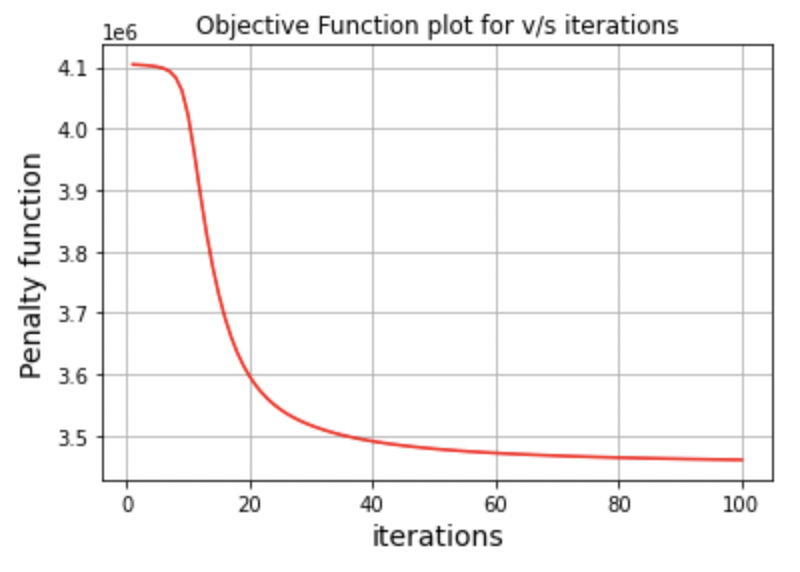 Objective Function plot for v/s iterations
1e6
4.1
4.0
3.9
3.8
3.7
3.6
3.5
Penalty function
0 20 40 60 80 100
iterations